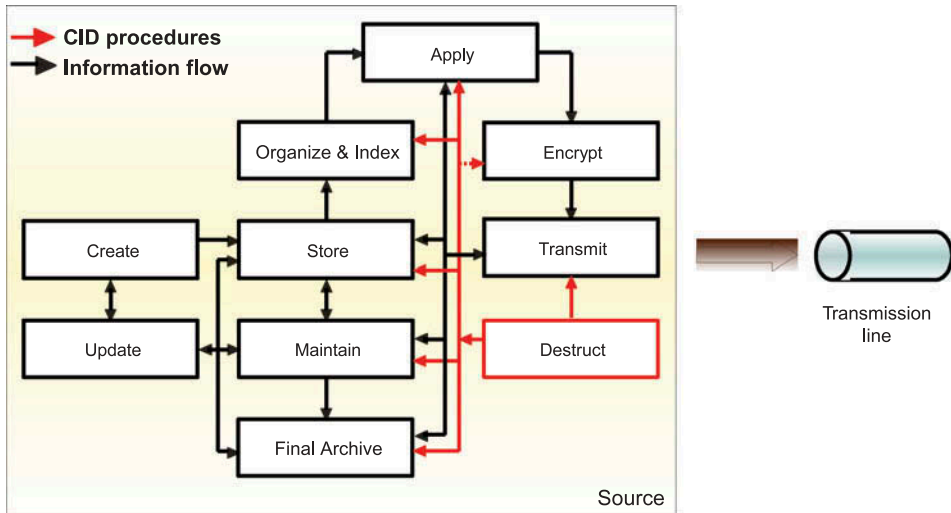 CID procedures
Information flow
Apply
Organize & Index
Encrypt
Create
Store
Transmit
Update
Maintain
Destruct
Final Archive
Source
Transmission
line